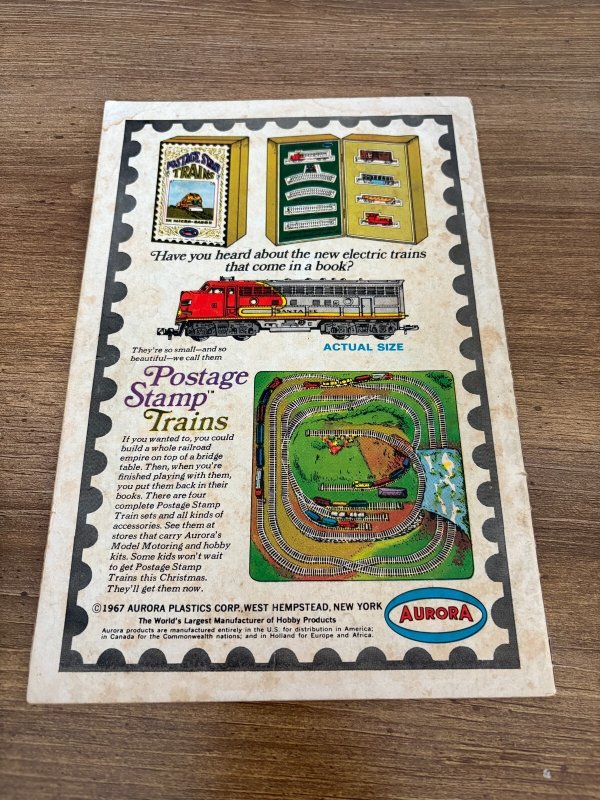 POSTAGE STAMP
TRAINS
Have you heard about the new electric trains
that come in a book?
SANTA FE
ACTUAL SIZE
They're so small—and so
beautiful—we call them
Postage
Stamp™
Trains
If you wanted to, you could
build a whole railroad
empire on top of a bridge
table. Then, when you're
finished playing with them,
you put them back in their
books. There are four
complete Postage Stamp
Train sets and all kinds of
accessories. See them at
stores that carry Aurora's
Model Motoring and hobby
kits. Some kids won't wait
to get Postage Stamp
Trains this Christmas.
They'll get them now.
©1967 AURORA PLASTICS CORP., WEST HEMPSTEAD, NEW YORK
The World's Largest Manufacturer of Hobby Products
Aurora products are manufactured entirely in the U.S. for distribution in America;
in Canada for the Commonwealth nations; and in Holland for Europe and Africa.
AURORA